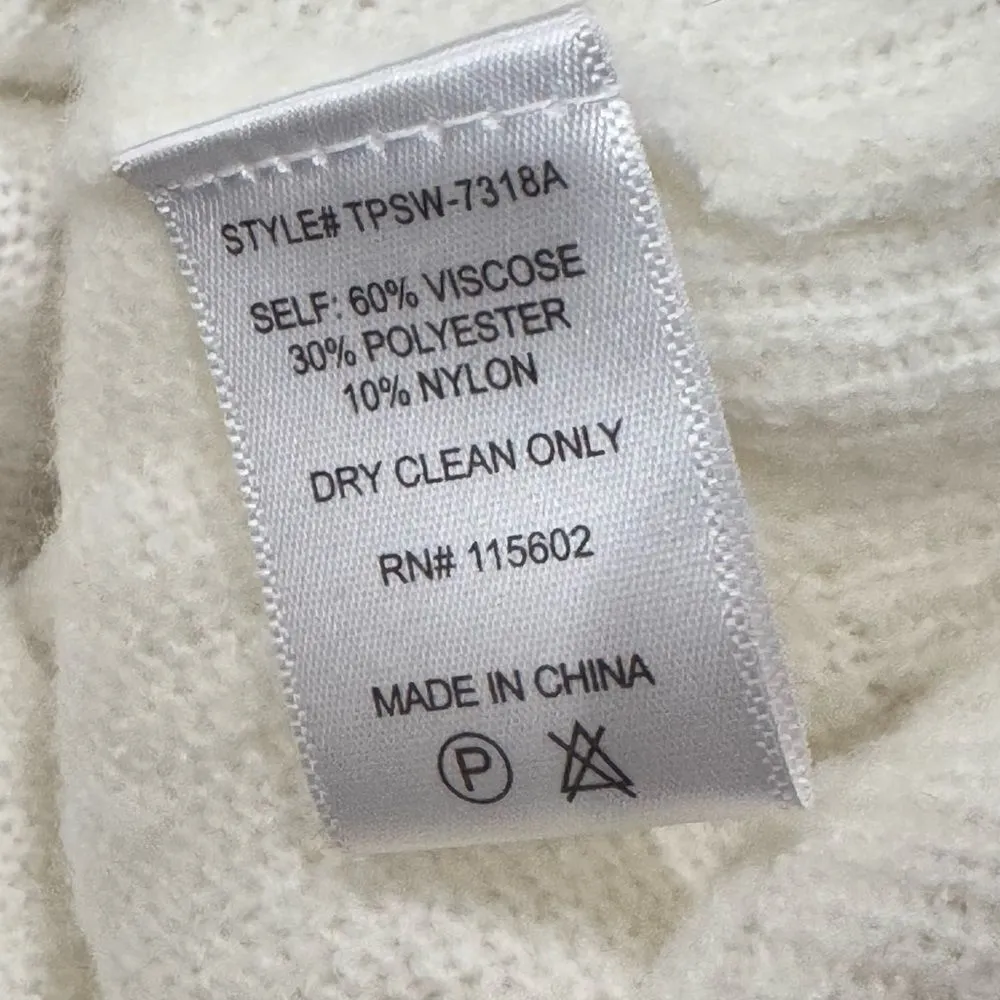 STYLE# TPSW-7318A
SELF: 60% VISCOSE
30% POLYESTER
10% NYLON
DRY CLEAN ONLY
RN# 115602
MADE IN CHINA
P